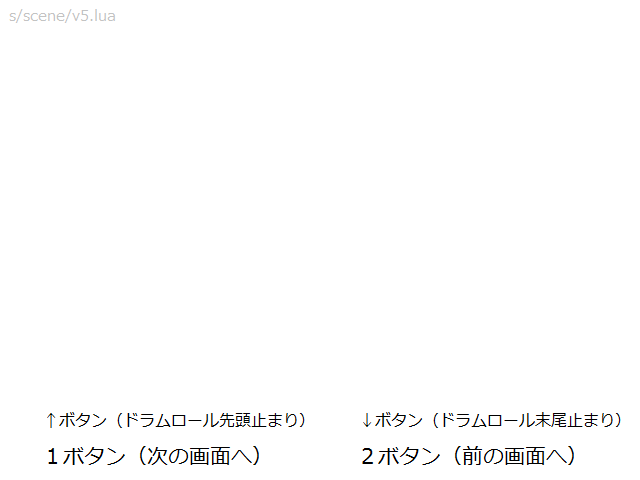 s/scene/v5.lua
↑ボタン（ドラムロール先頭止まり）
↓ボタン（ドラムロール末尾止まり）
１ボタン（次の画面へ）
２ボタン（前の画面へ）